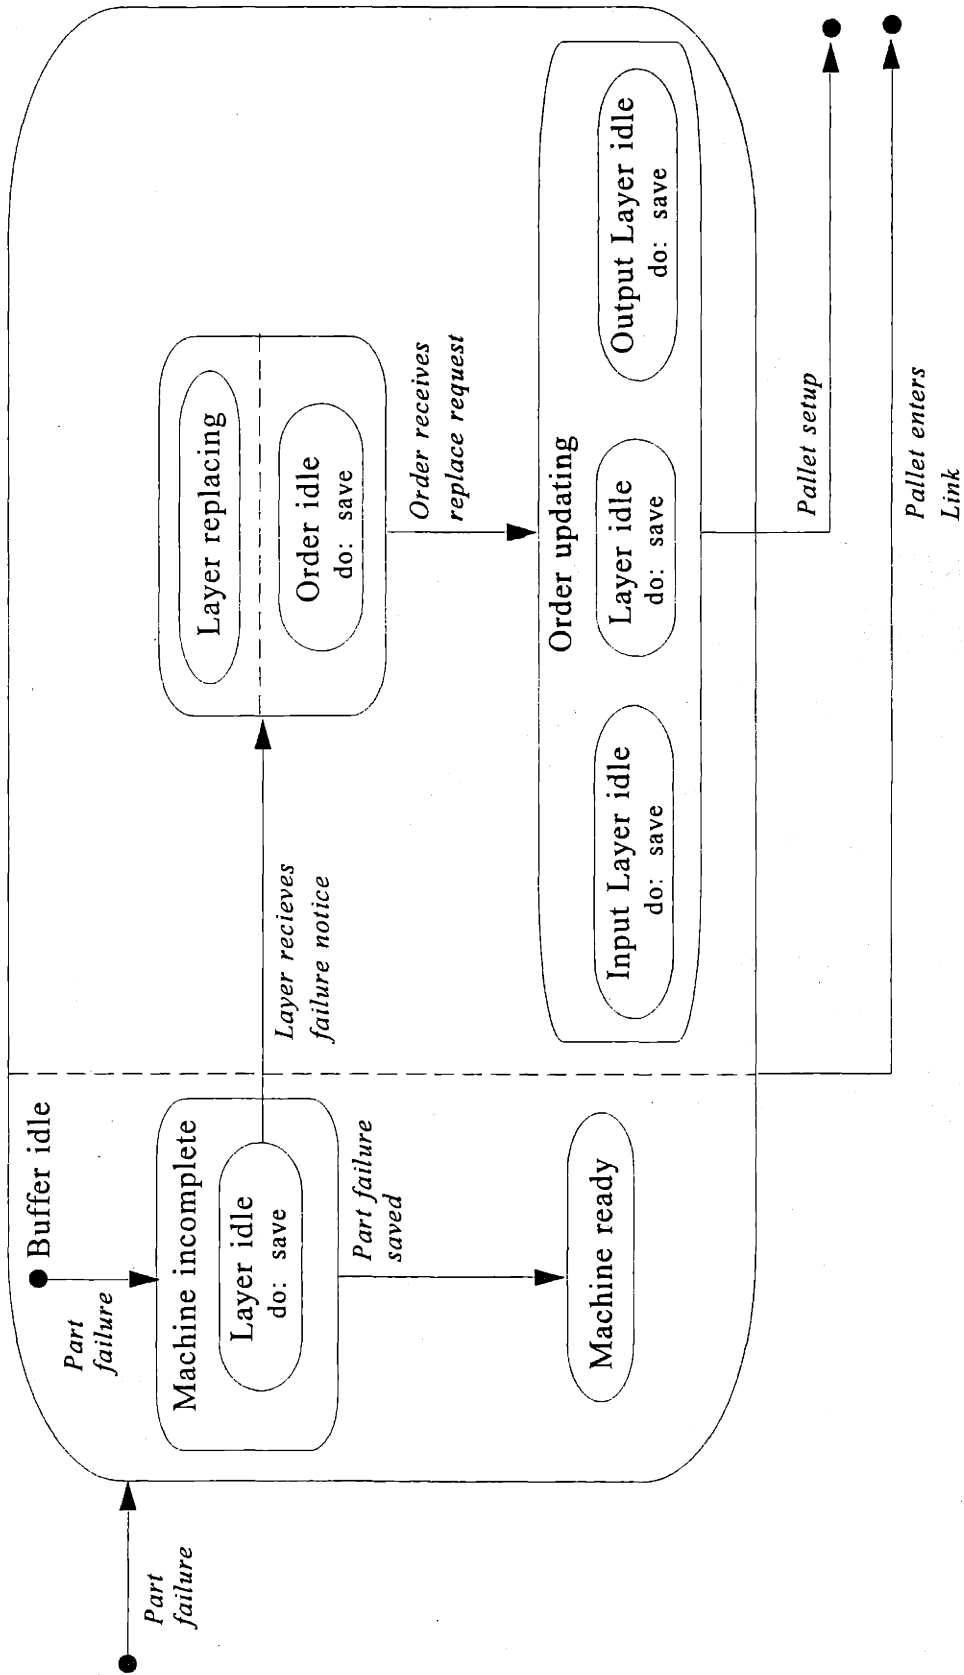 Part
failure
Part
failure
Buffer idle
Machine incomplete
Layer idle
do: save
Part failure
saved
Machine ready
Layer recieves
failure notice
Layer replacing
Order idle
do: save
Order receives
replace request
Order updating
Input Layer idle
do: save
Layer idle
do: save
Output Layer idle
do: save
Pallet setup
Pallet enters
Link